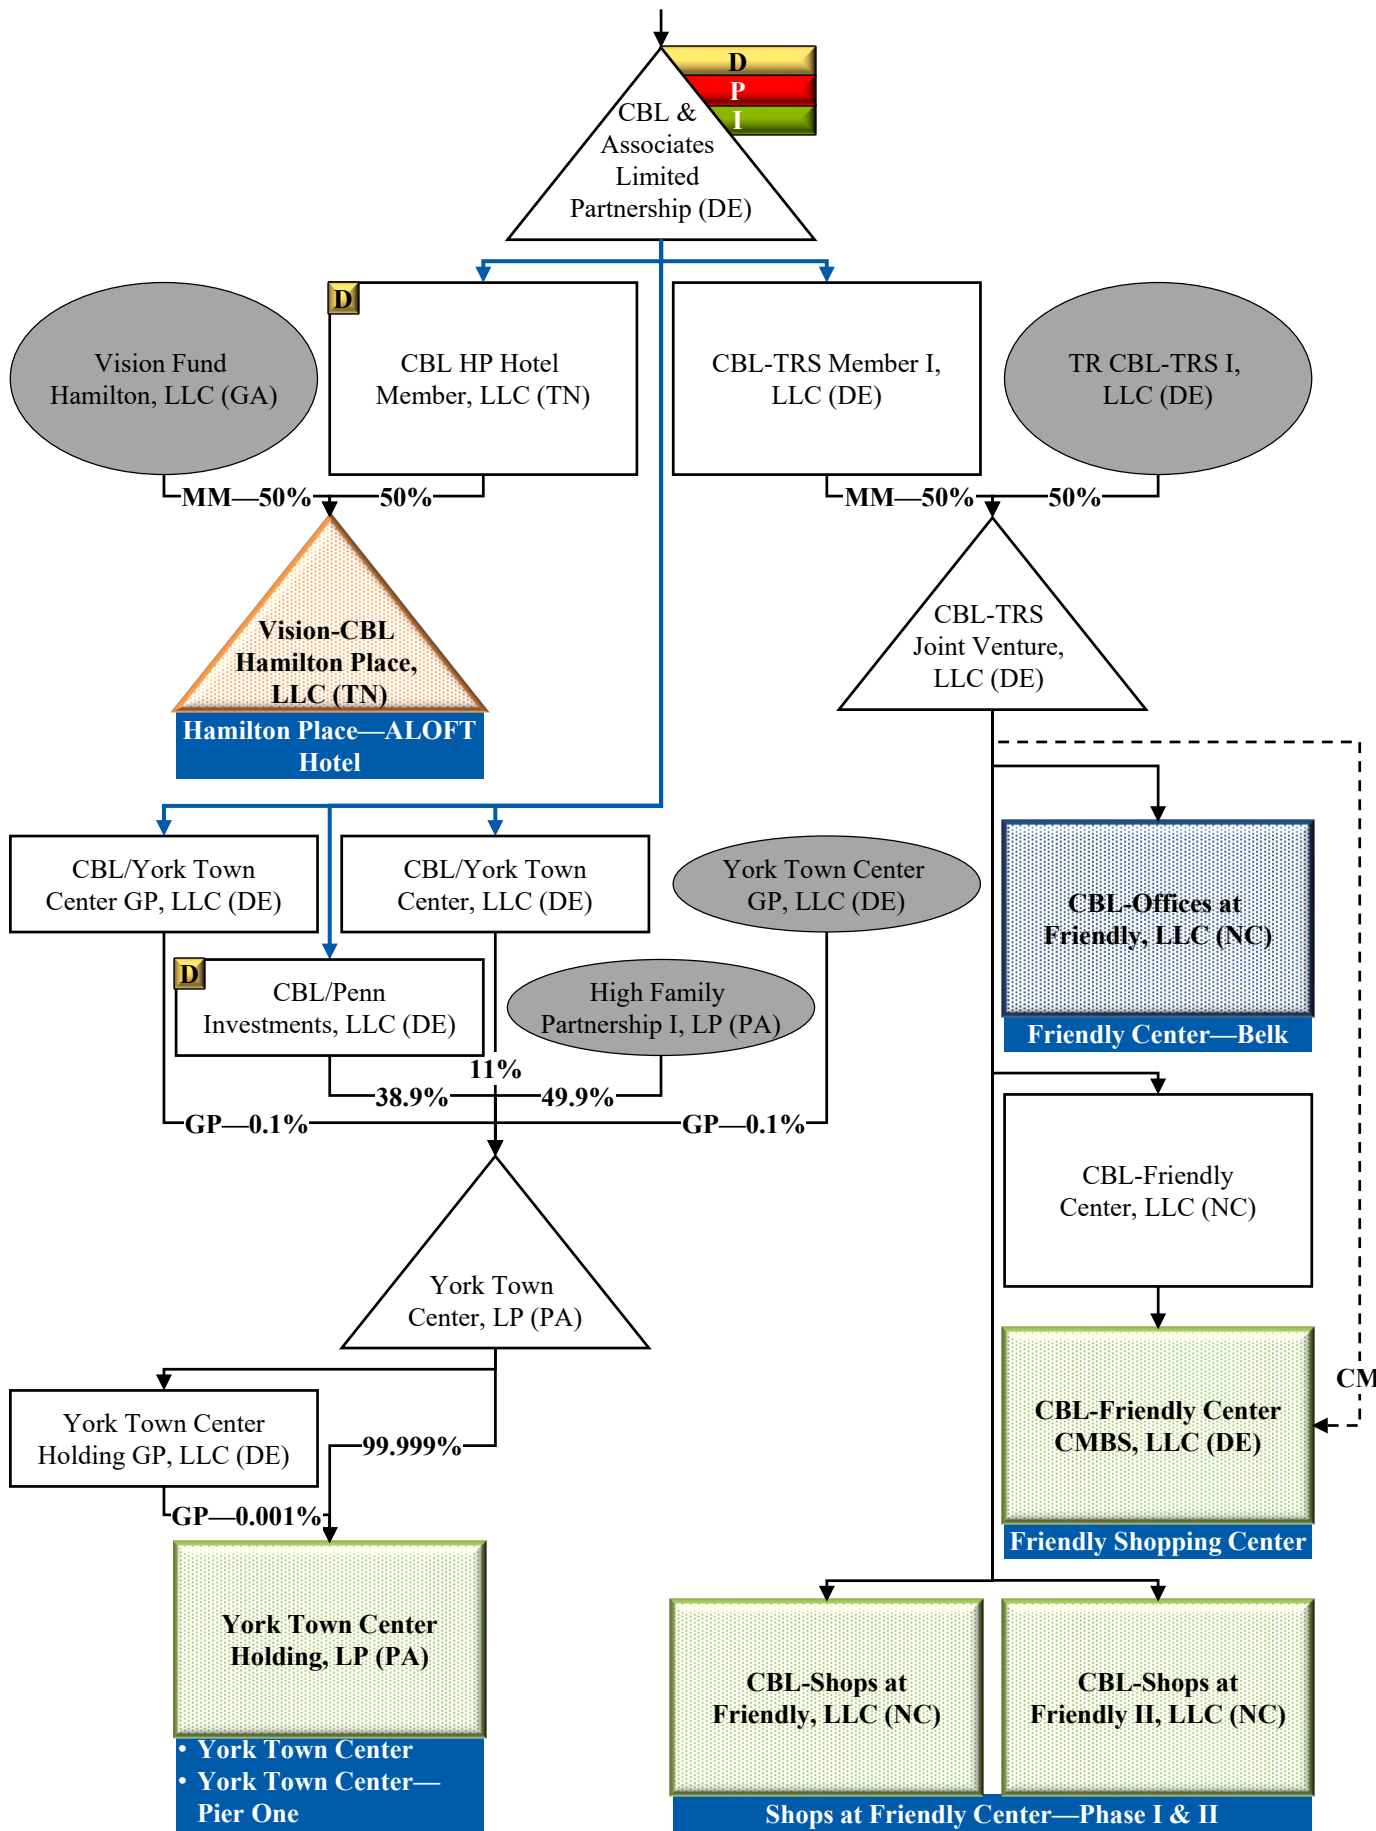 D
P
I
CBL &
Associates
Limited
Partnership (DE)
Vision Fund
Hamilton, LLC (GA)
D
CBL HP Hotel
Member, LLC (TN)
CBL-TRS Member I,
LLC (DE)
TR CBL-TRS I,
LLC (DE)
MM—50%
50%
MM—50%
50%
Vision-CBL
Hamilton Place,
LLC (TN)
Hamilton Place—ALOFT
Hotel
CBL-TRS
Joint Venture,
LLC (DE)
CBL/York Town
Center GP, LLC (DE)
CBL/York Town
Center, LLC (DE)
York Town Center
GP, LLC (DE)
CBL-Offices at
Friendly, LLC (NC)
Friendly Center—Belk
D
CBL/Penn
Investments, LLC (DE)
High Family
Partnership I, LP (PA)
11%
38.9%
49.9%
GP—0.1%
GP—0.1%
CBL-Friendly
Center, LLC (NC)
York Town
Center, LP (PA)
CM
CBL-Friendly Center
CMBS, LLC (DE)
Friendly Shopping Center
York Town Center
Holding GP, LLC (DE)
99.999%
GP—0.001%
York Town Center
Holding, LP (PA)
• York Town Center
• York Town Center—
Pier One
CBL-Shops at
Friendly, LLC (NC)
CBL-Shops at
Friendly II, LLC (NC)
Shops at Friendly Center—Phase I & II